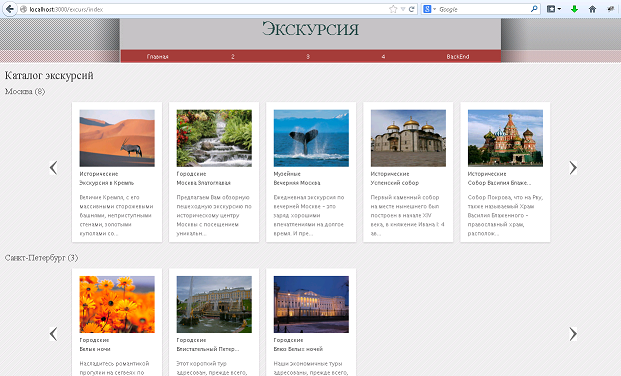 localhost:3000/excurs/index
Google
Экскурсия
Главная 2 3 4 BackEnd
Каталог экскурсий
Москва (8)
Исторические
Экскурсия в Кремль
Величие Кремля, с его
массивными сторожевыми
башнями, неприступными
стенами, золотыми
куполами со...
Городские
Москва Златоглавая
Предлагаем Вам обзорную
пешеходную экскурсию по
историческому центру
Москвы с посещением
уникальн...
Музейные
Вечерняя Москва
Ежедневная экскурсия по
вечерней Москве - это
заряд хорошими
впечатлениями на долгое
время. И пре...
Исторические
Успенский собор
Первый каменный собор
на месте нынешнего был
построен в начале XIV
века, в княжение Ивана I. 4
ав...
Исторические
Собор Василия Блаже...
Собор Покрова, что на Рву,
также называемый Храм
Василия Блаженного –
православный храм,
располож...
Санкт-Петербург (3)
Городские
Белые ночи
Насладитесь романтикой
прогулки на сегвеях по
Городские
Блистательный Петер...
Этот короткий тур
адресован, прежде всего,
Городские
Блюз Белых ночей
Наши экономичные туры
адресованы, прежде всего,